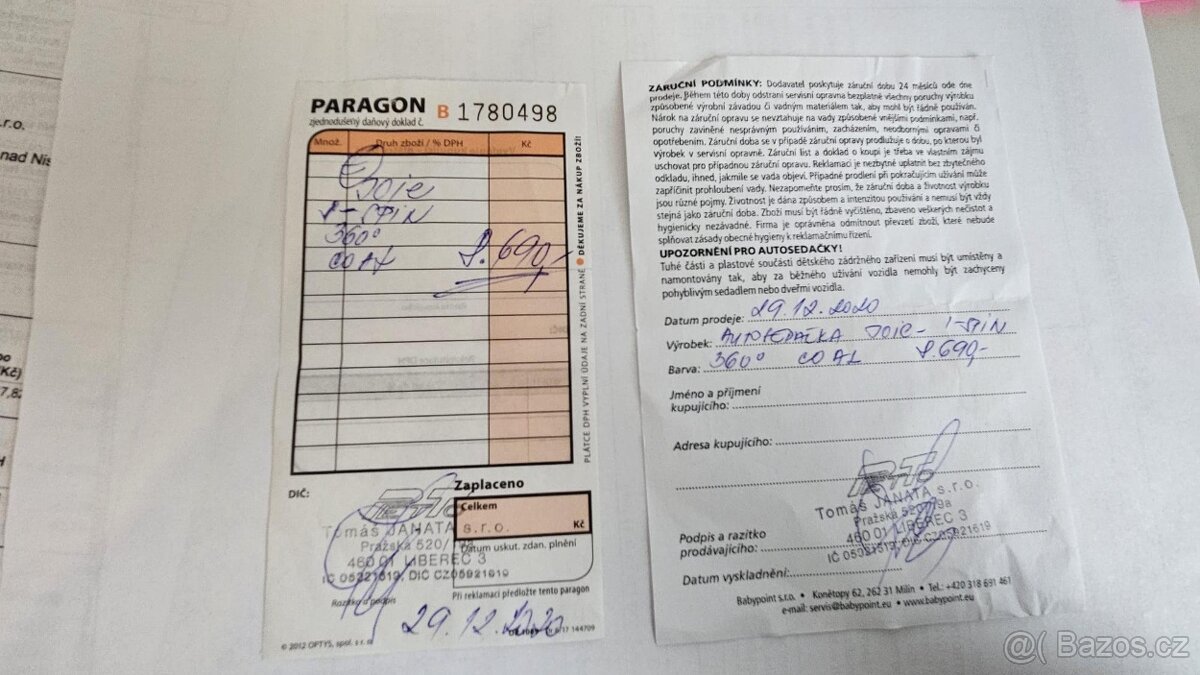 r.o.
nad Nis
Kč)
PARAGON B 1780498
zjednodušený daňový doklad č.
Množ. Druh zboží / % DPH Kč
JOIE
I-SPIN
360°
COAL 8.690,-
DĚKUJEME ZA NÁKUP ZBOŽÍ!
PLÁTCE DPH VYPLNÍ ÚDAJE NA ZADNÍ STRANĚ
DIČ:
Zaplaceno
Celkem
Kč
Tomáš JANATA s.r.o.
Pražská 520/
460 01 LIBEREC 3
IČ 05921619, DIČ CZ05921619
Datum uskut. zdan. plnění
Razítko a podpis
Při reklamaci předložte tento paragon
29.12.2020
© 2012 OPTYS, spol. s r. o.
ZÁRUČNÍ PODMÍNKY: Dodavatel poskytuje záruční dobu 24 měsíců ode dne
prodeje. Během této doby odstraní servisní opravna bezplatně všechny poruchy výrobku
způsobené výrobní závadou či vadným materiálem tak, aby mohl být řádně používán.
Nárok na záruční opravu se nevztahuje na vady způsobené vnějšími podmínkami, např.
poruchy zaviněné nesprávným používáním, zacházením, neodbornými opravami či
opotřebením. Záruční doba se v případě záruční opravy prodlužuje o dobu, po kterou byl
výrobek v servisní opravně. Záruční list a doklad o koupi je třeba ve vlastním zájmu
uschovat pro případnou záruční opravu. Reklamaci je nezbytné uplatnit bez zbytečného
odkladu, ihned, jakmile se vada objeví. Případné prodlení při pokračujícím užívání může
zapříčinit prohloubení vady. Nezapomeňte prosím, že záruční doba a životnost výrobku
jsou různé pojmy. Životnost je dána způsobem a intenzitou používání a nemusí být vždy
stejná jako záruční doba. Zboží musí být řádně vyčištěno, zbaveno veškerých nečistot a
hygienicky nezávadné. Firma je oprávněna odmítnout převzetí zboží, které nebude
splňovat zásady obecné hygieny k reklamačnímu řízení.
UPOZORNĚNÍ PRO AUTOSEDAČKY!
Tuhé části a plastové součásti dětského zádržného zařízení musí být umístěny a
namontovány tak, aby za běžného užívání vozidla nemohly být zachyceny
pohyblivým sedadlem nebo dveřmi vozidla.
Datum prodeje: 29.12.2020
Výrobek: AUTOSEDAČKA JOIE- I-SPIN
Barva: 360° COAL 8.690,-
Jméno a příjmení
kupujícího:
Adresa kupujícího:
Tomáš JANATA s.r.o.
Pražská 520/19a
460 01 LIBEREC 3
IČ 05921619, DIČ CZ05921619
Podpis a razítko
prodávajícího:
Datum vyskladnění:
Babypoint s.r.o. • Konětopy 62, 262 31 Milín • Tel.: +420 318 691 461
e-mail: servis@babypoint.eu • www.babypoint.eu
@( Bazos.cz